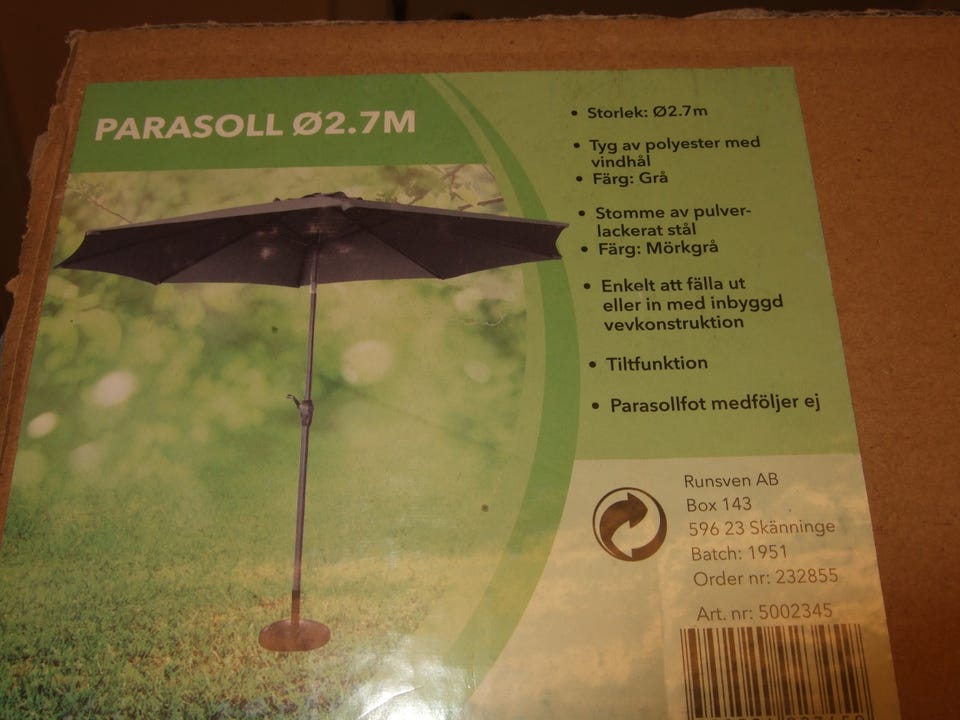 PARASOLL Ø2.7M
• Storlek: Ø2.7m
• Tyg av polyester med
vindhål
• Färg: Grå
• Stomme av pulver-
lackerat stål
• Färg: Mörkgrå
• Enkelt att fälla ut
eller in med inbyggd
vevkonstruktion
• Tiltfunktion
• Parasollfot medföljer ej
Runsven AB
Box 143
596 23 Skänninge
Batch: 1951
Order nr: 232855
Art. nr: 5002345